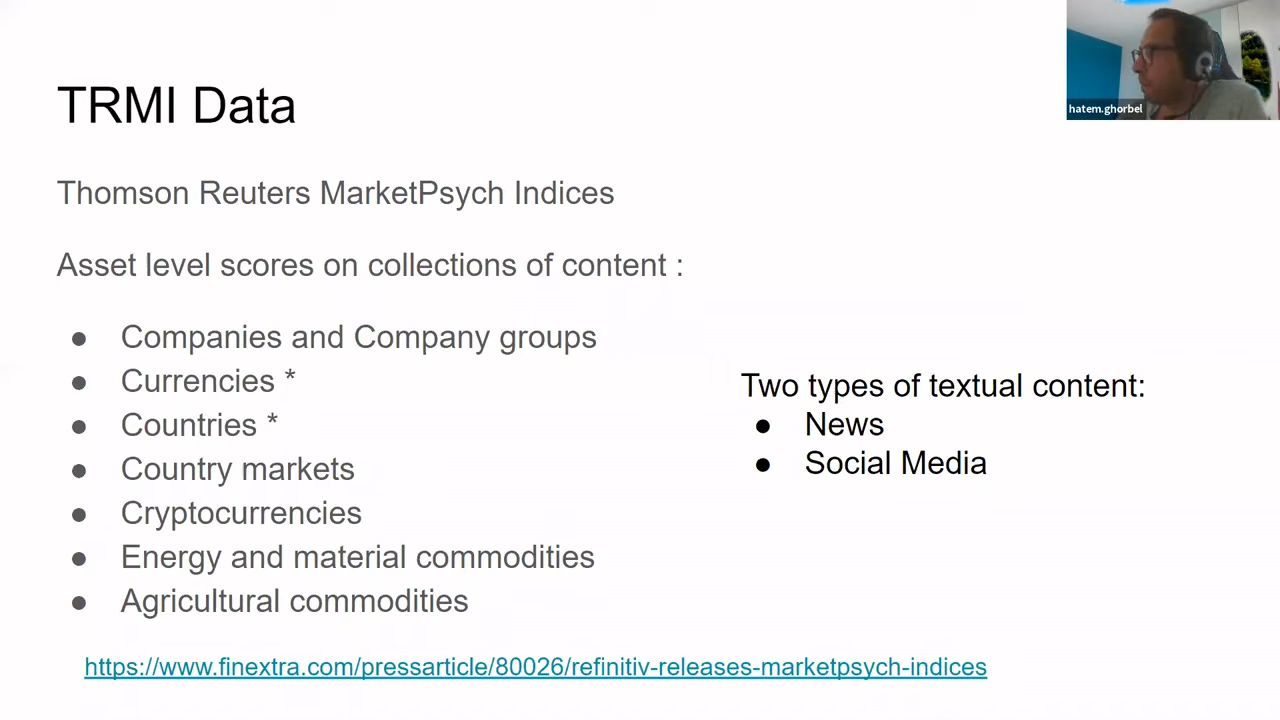 TRMI Data
hatem.ghorbel
Thomson Reuters MarketPsych Indices
Asset level scores on collections of content :
● Companies and Company groups
● Currencies *
● Countries *
● Country markets
● Cryptocurrencies
● Energy and material commodities
● Agricultural commodities
Two types of textual content:
● News
● Social Media
https://www.finextra.com/pressarticle/80026/refinitiv-releases-marketpsych-indices